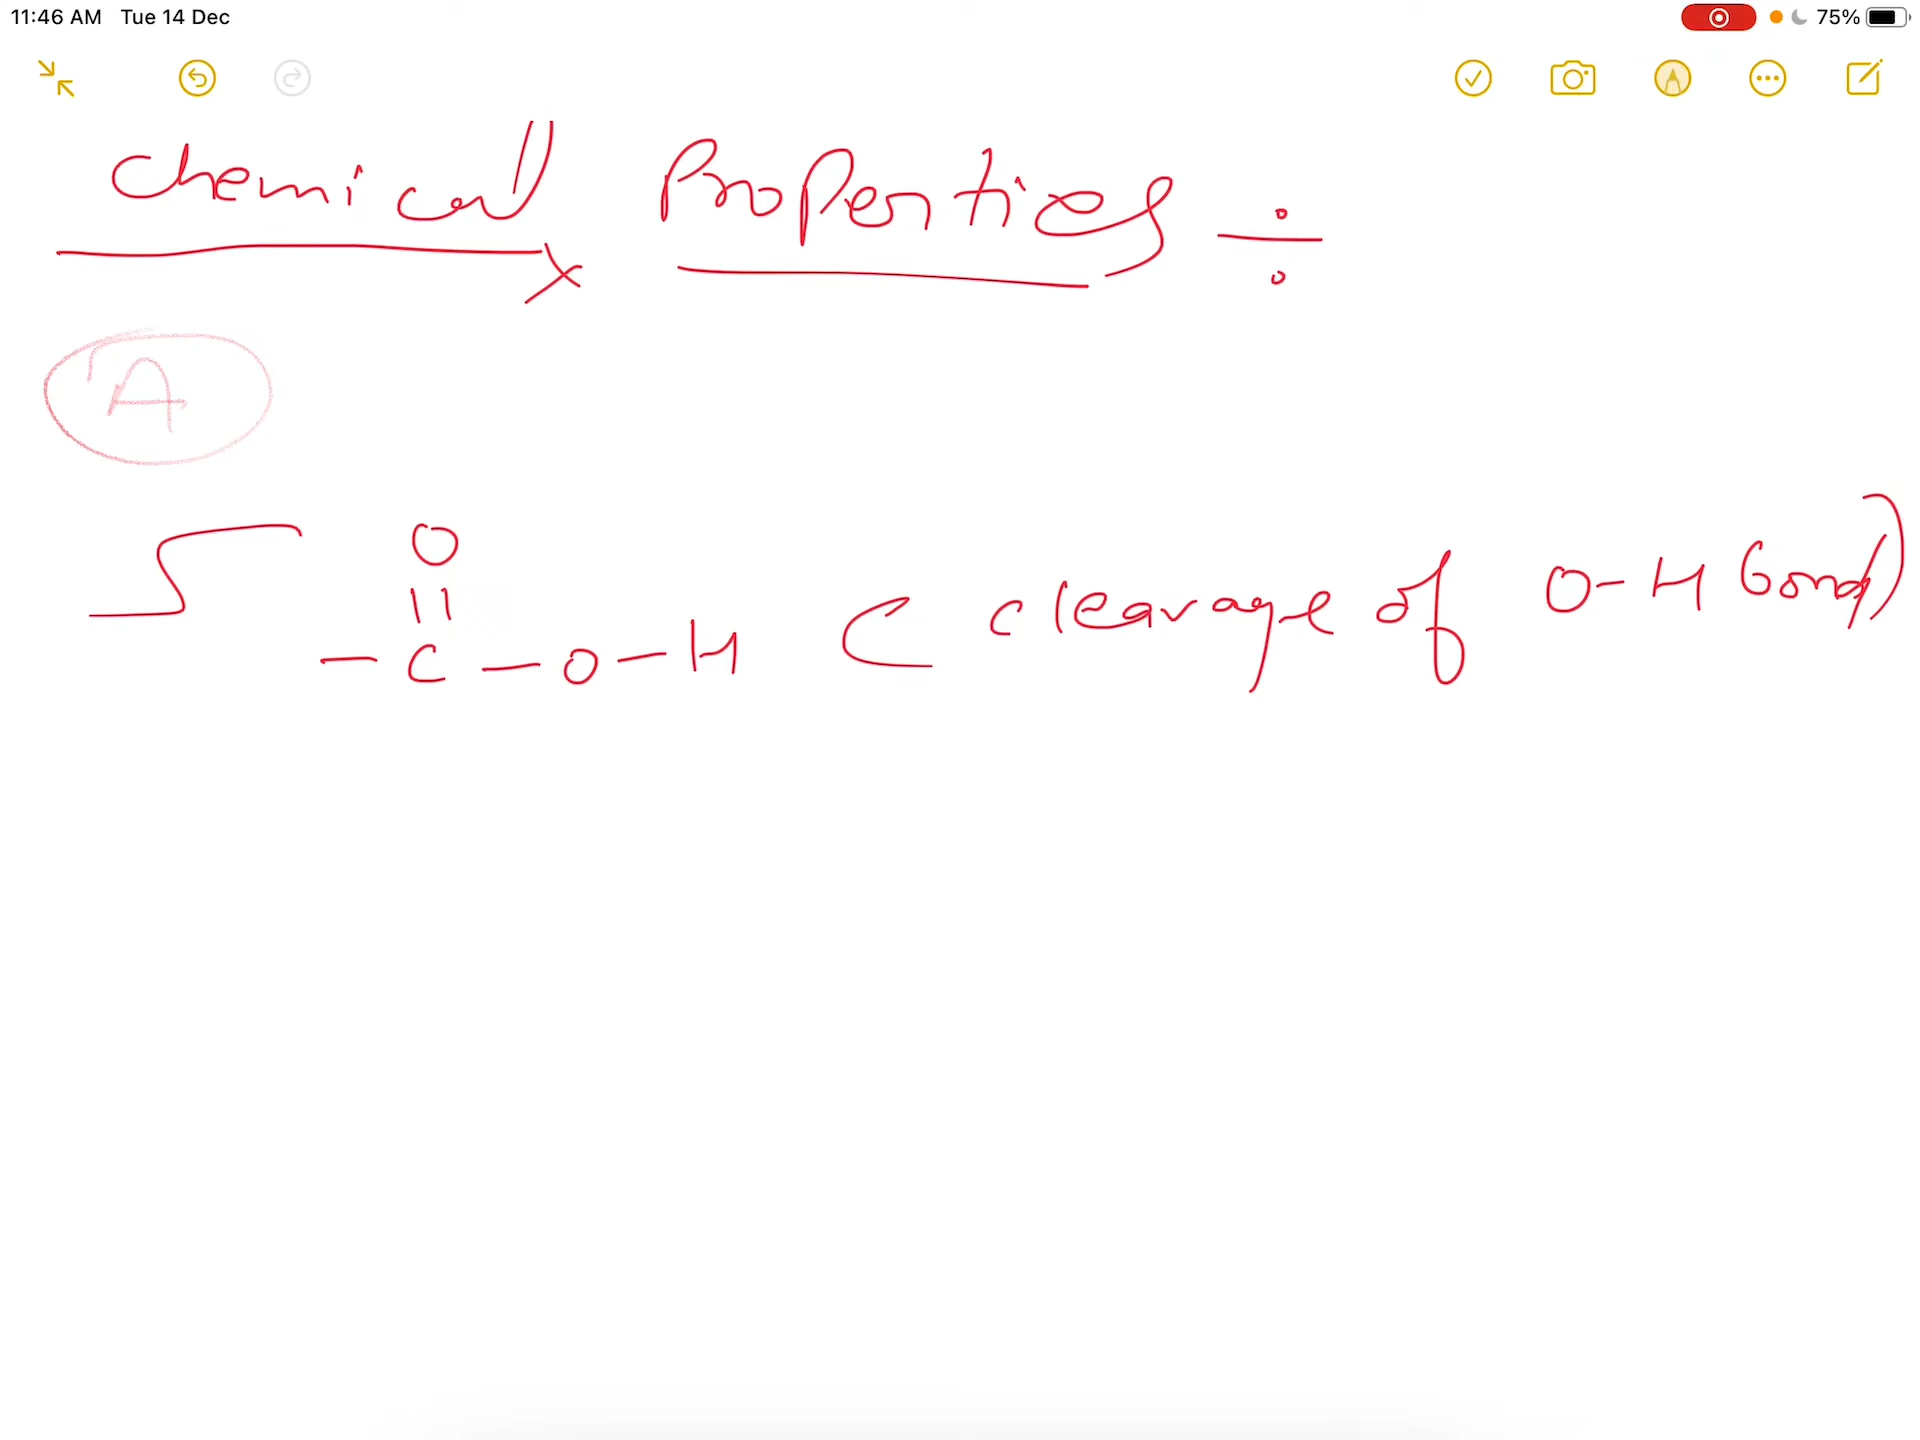 11:46 AM Tue 14 Dec 75%
Chemical Properties ÷
A
O
||
— C — O — H ( cleavage of O-H bond)